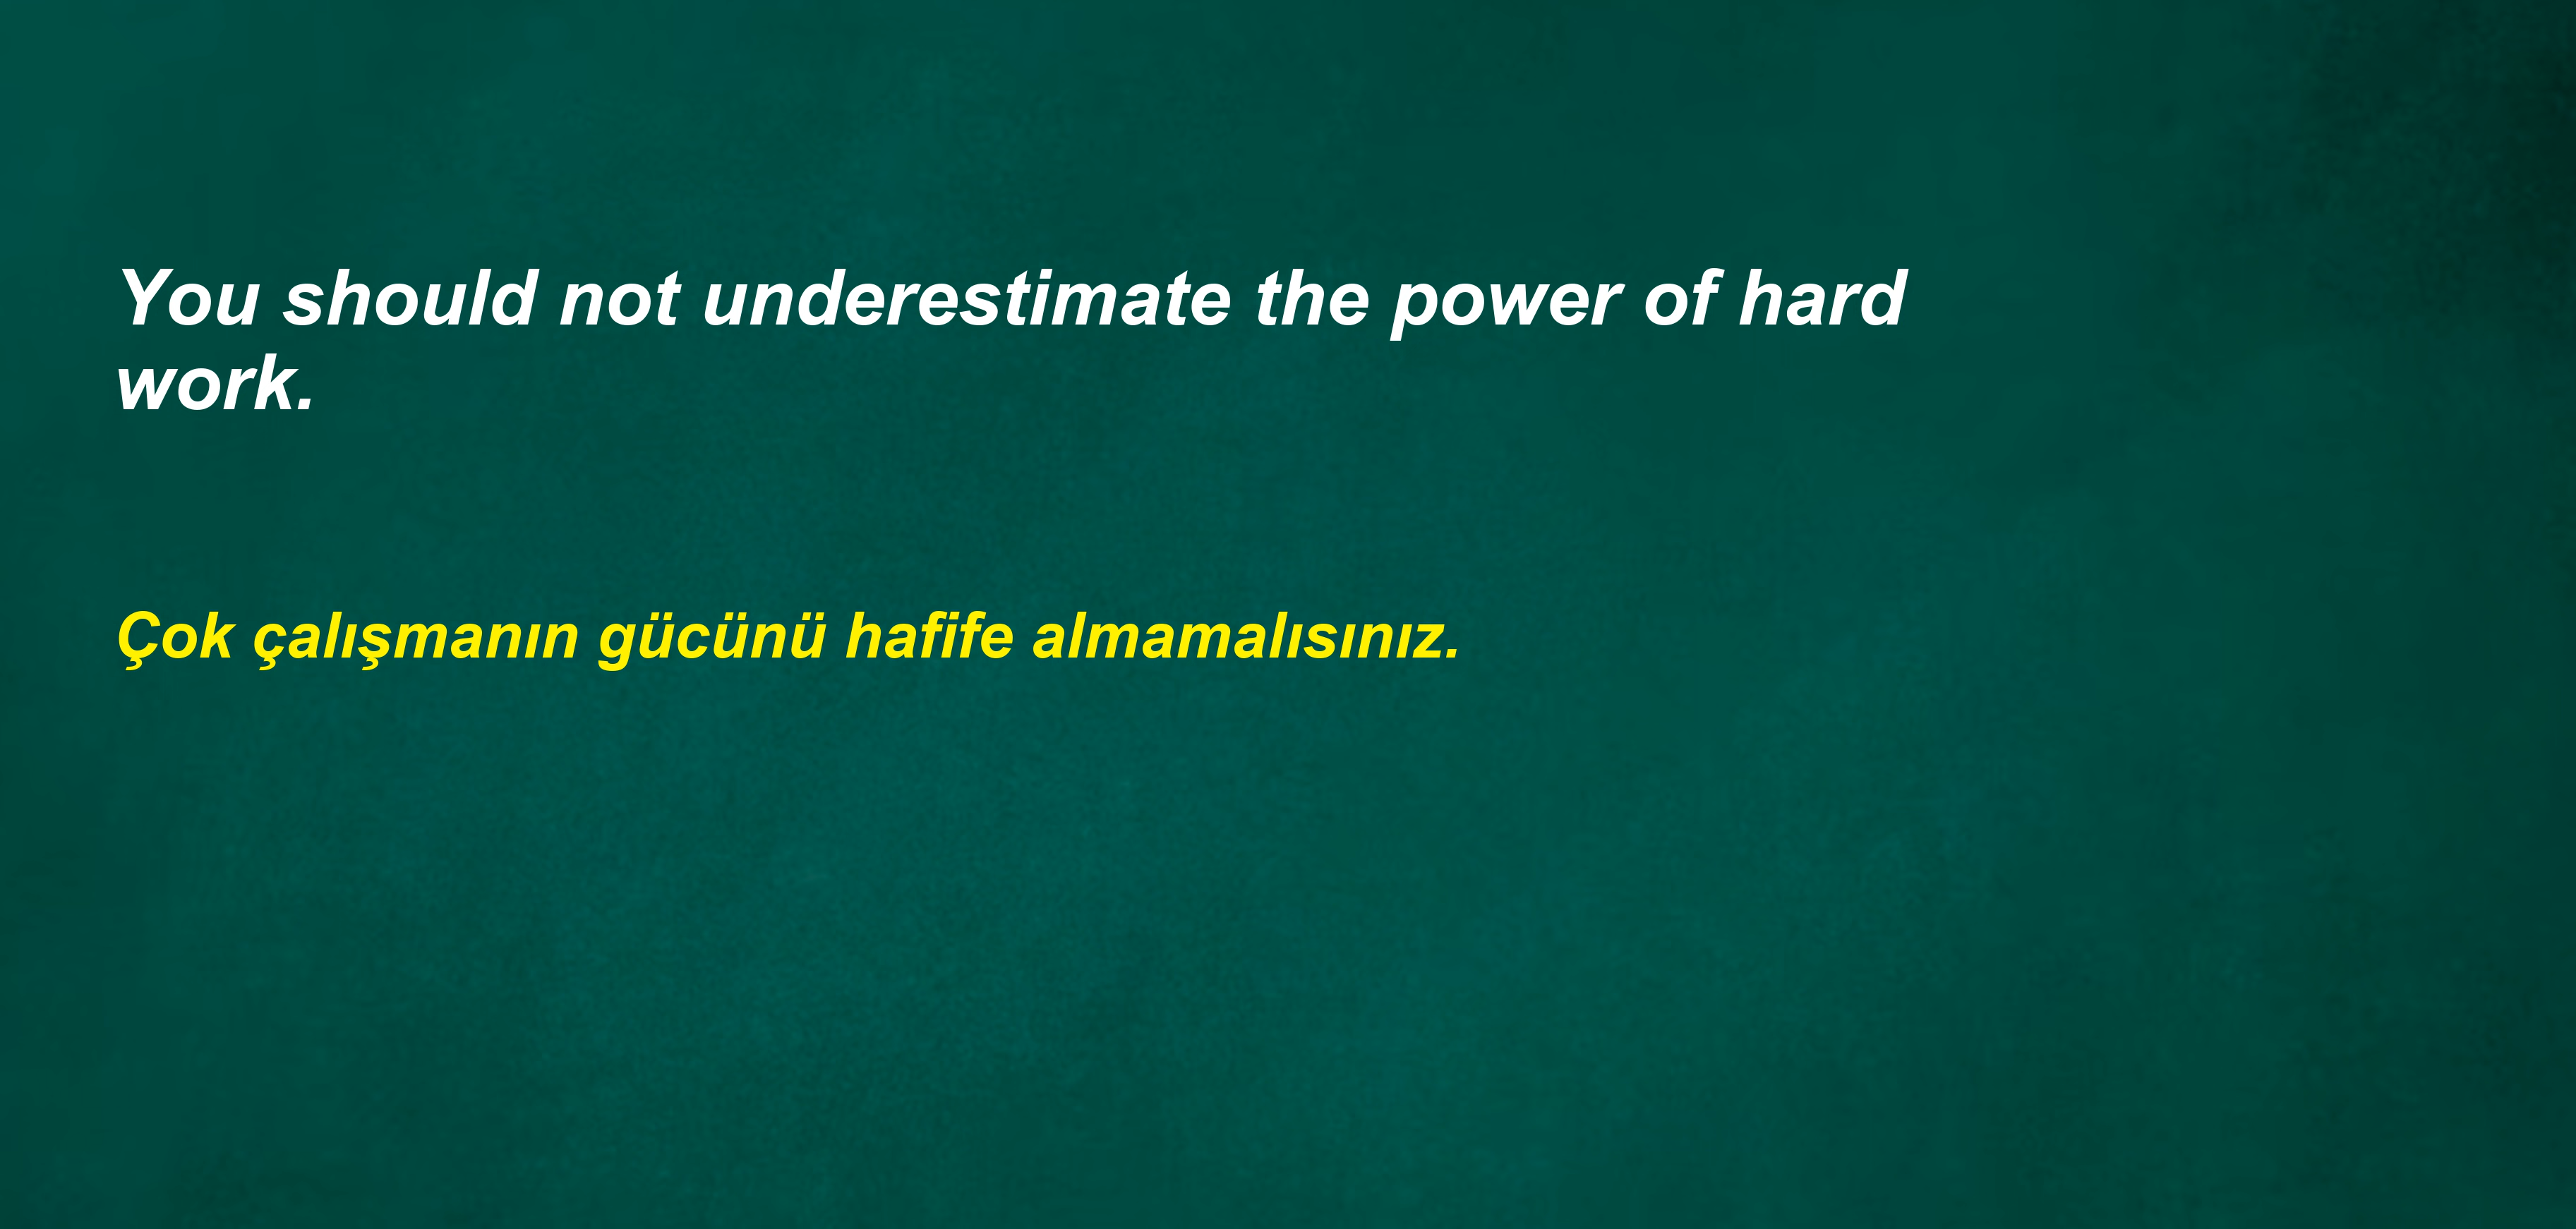 You should not underestimate the power of hard
work.
Çok çalışmanın gücünü hafife almamalısınız.